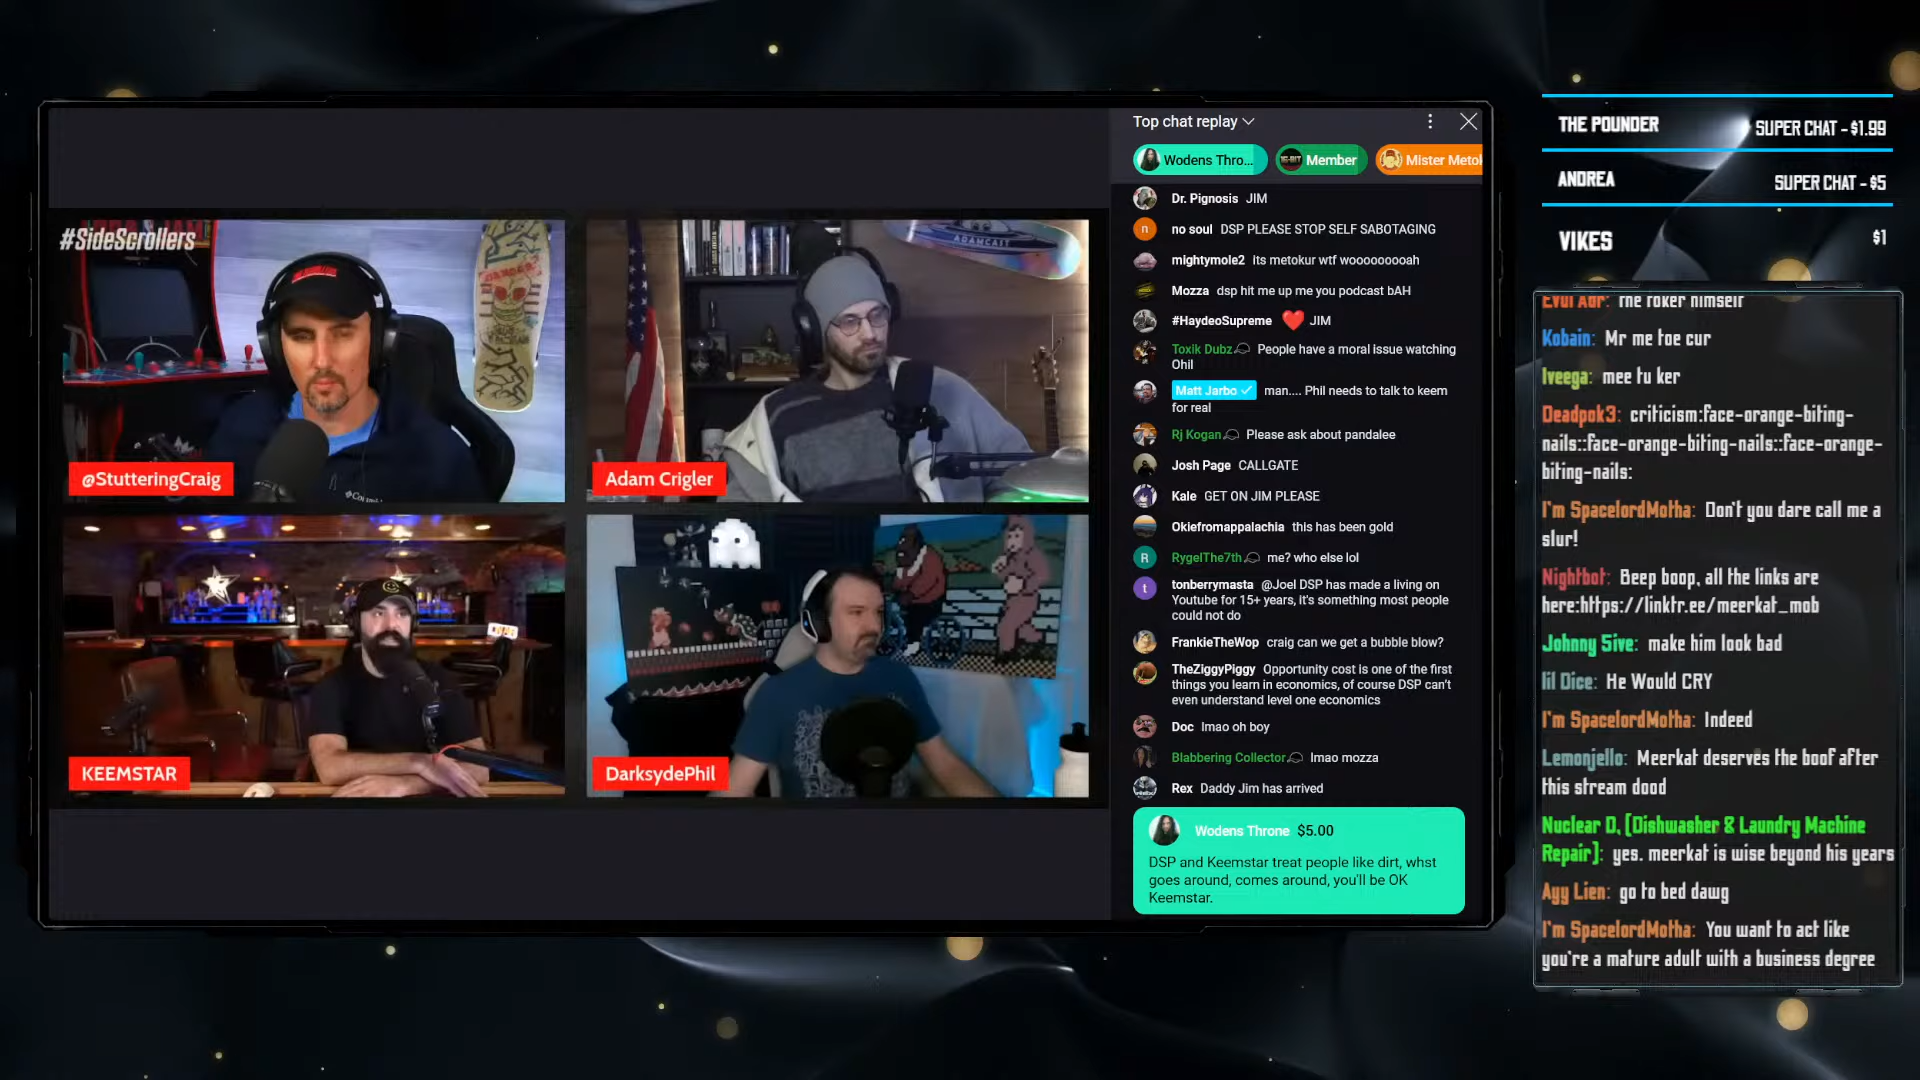 #SideScrollers
ADAMCAST
@StutteringCraig
Adam Crigler
KEEMSTAR
DarksydePhil
Top chat replay
Wodens Thro...
Member
Mister Metok
Dr. Pignosis JIM
no soul DSP PLEASE STOP SELF SABOTAGING
mightymole2 its metokur wtf wooooooooah
Mozza dsp hit me up me you podcast bAH
#HaydeoSupreme ❤️ JIM
Toxik Dubz People have a moral issue watching
Ohil
Matt Jarbo man.... Phil needs to talk to keem
for real
Rj Kogan Please ask about pandalee
Josh Page CALLGATE
Kale GET ON JIM PLEASE
Okiefromappalachia this has been gold
RygelThe7th me? who else lol
tonberrymasta @Joel DSP has made a living on
Youtube for 15+ years, it's something most people
could not do
FrankieTheWop craig can we get a bubble blow?
TheZiggyPiggy Opportunity cost is one of the first
things you learn in economics, of course DSP can't
even understand level one economics
Doc lmao oh boy
Blabbering Collector lmao mozza
Rex Daddy Jim has arrived
Wodens Throne $5.00
DSP and Keemstar treat people like dirt, whst
goes around, comes around, you'll be OK
Keemstar.
THE POUNDER SUPER CHAT - $1.99
ANDREA SUPER CHAT - $5
VIKES $1
Evol Adr: The Toker himself
Kobain: Mr me toe cur
Iveega: mee tu ker
Deadpok3: criticism:face-orange-biting-
nails::face-orange-biting-nails::face-orange-
biting-nails:
I'm SpacelordMotha: Don't you dare call me a
slur!
Nightbot: Beep boop, all the links are
here:https://linktr.ee/meerkat_mob
Johnny 5ive: make him look bad
lil Dice: He Would CRY
I'm SpacelordMotha: Indeed
Lemonjello: Meerkat deserves the boof after
this stream dood
Nuclear D, [Dishwasher & Laundry Machine
Repair]: yes. meerkat is wise beyond his years
Ayy Lien: go to bed dawg
I'm SpacelordMotha: You want to act like
you're a mature adult with a business degree